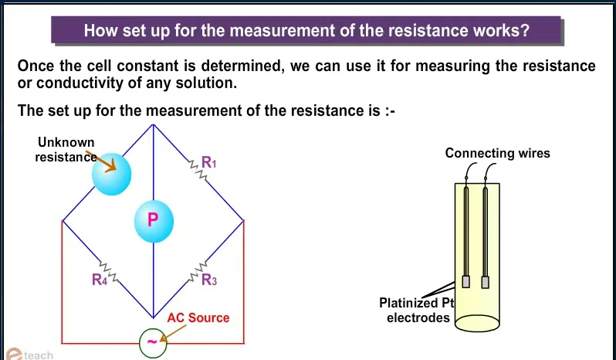 How set up for the measurement of the resistance works?
Once the cell constant is determined, we can use it for measuring the resistance
or conductivity of any solution.
The set up for the measurement of the resistance is :-
Unknown
resistance
R1
P
R4
R3
AC Source
~
Connecting wires
Platinized Pt
electrodes
e teach